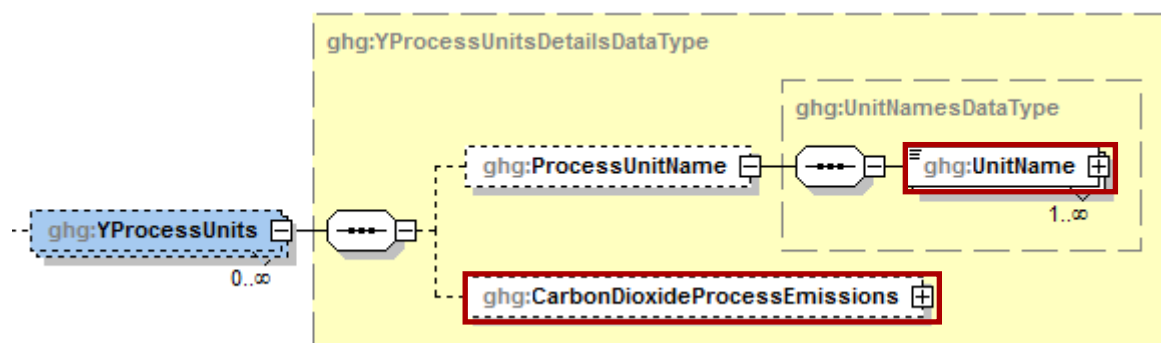 ghg:YProcessUnitsDetailsDataType
ghg:UnitNamesDataType
ghg:ProcessUnitName
ghg:UnitName
1..∞
ghg:YProcessUnits
0..∞
ghg:CarbonDioxideProcessEmissions